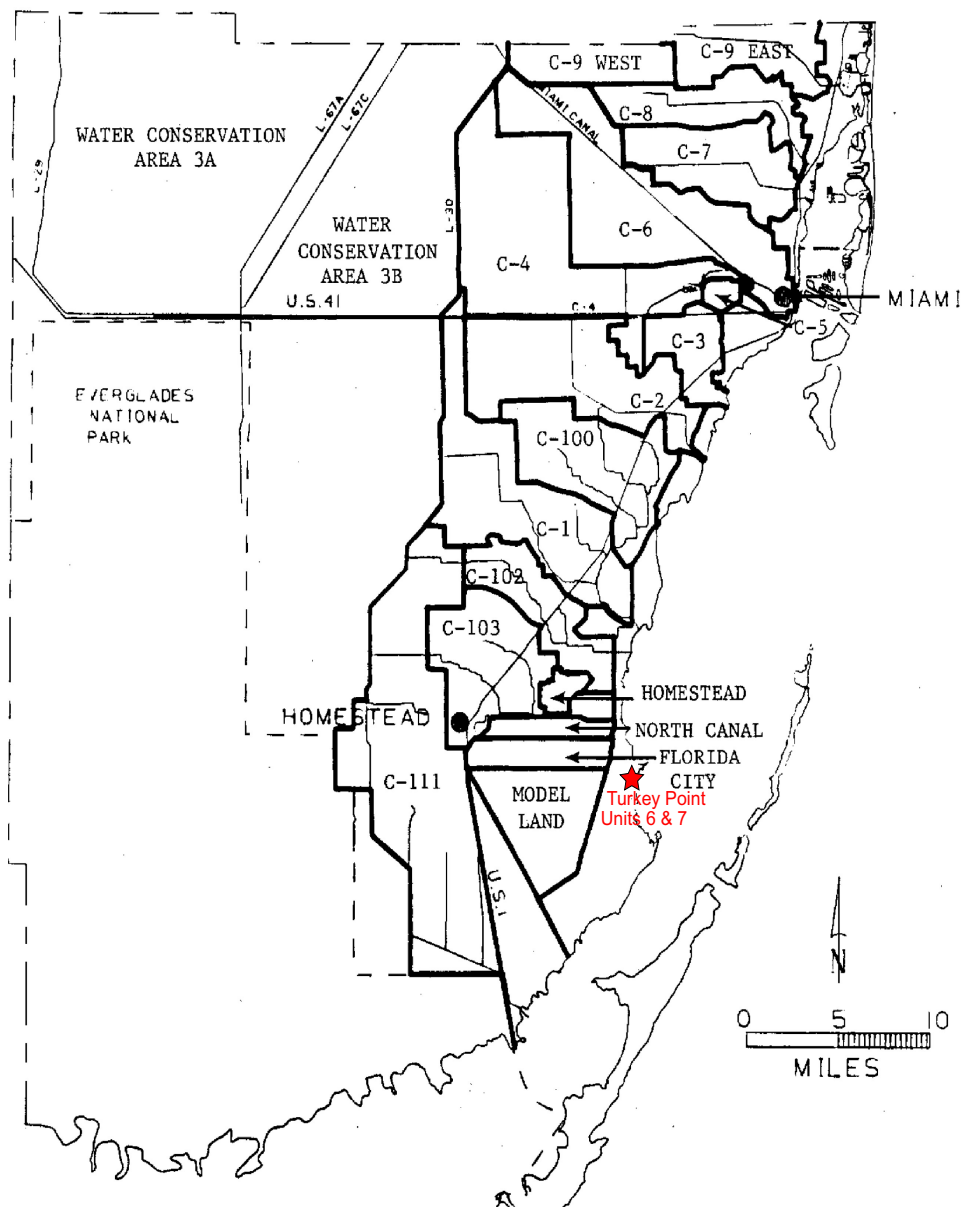 C-9 WEST
C-9 EAST
L-67A
L-67C
MIAMI CANAL
C-8
WATER CONSERVATION
AREA 3A
C-7
L-29
L-30
WATER
CONSERVATION
AREA 3B
C-6
C-4
U.S.41
C-4
MIAMI
C-5
C-3
EVERGLADES
NATIONAL
PARK
C-2
C-100
C-1
C-102
C-103
HOMESTEAD
HOMESTEAD
NORTH CANAL
FLORIDA
CITY
C-111
MODEL
LAND
Turkey Point
Units 6 & 7
U.S.1
N
0 5 10
MILES